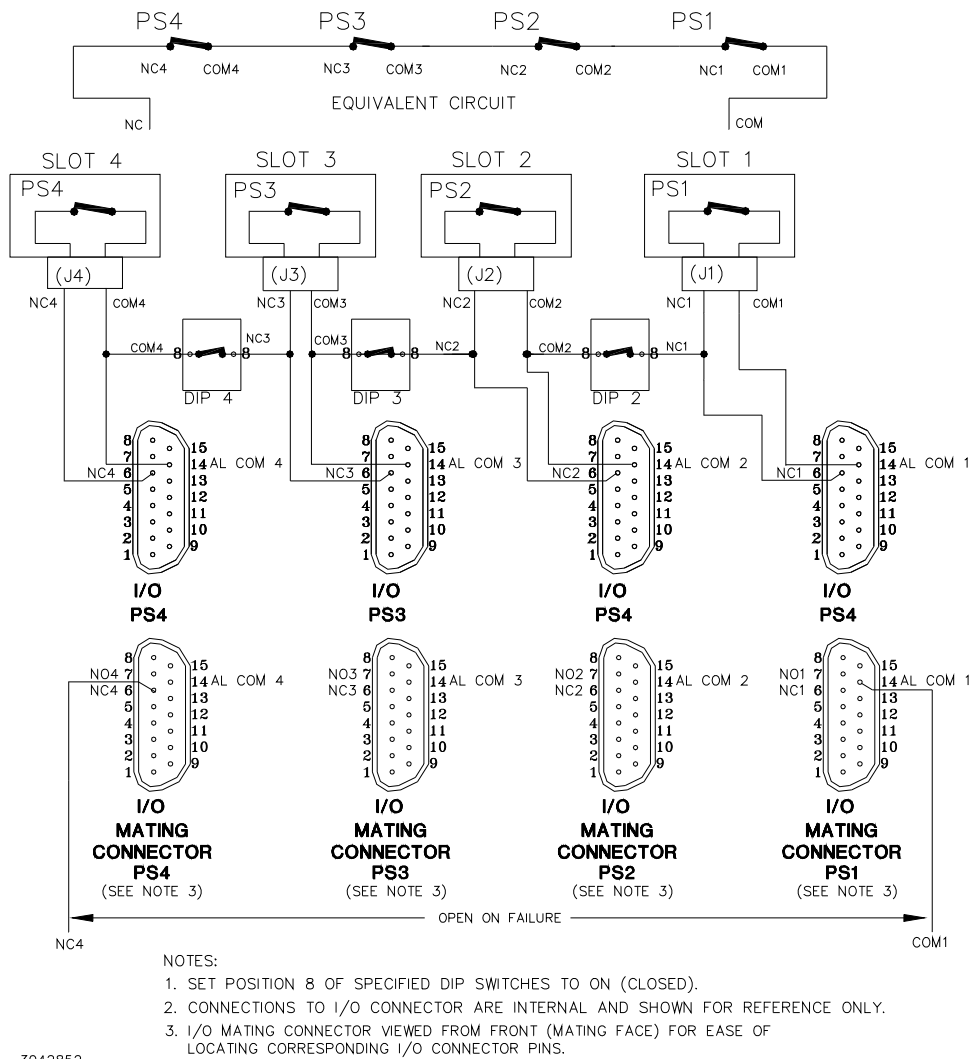 PS4 PS3 PS2 PS1
NC4 COM4 NC3 COM3 NC2 COM2 NC1 COM1
EQUIVALENT CIRCUIT
NC COM
SLOT 4 SLOT 3 SLOT 2 SLOT 1
PS4 PS3 PS2 PS1
(J4) (J3) (J2) (J1)
NC4 COM4 NC3 COM3 NC2 COM2 NC1 COM1
COM4 8 8 NC3 COM3 8 8 NC2 COM2 8 8 NC1
DIP 4 DIP 3 DIP 2
8 8 8 8
7 15 7 15 7 15 7 15
NC4 6 14 AL COM 4 NC3 6 14 AL COM 3 NC2 6 14 AL COM 2 NC1 6 14 AL COM 1
5 13 5 13 5 13 5 13
4 12 4 12 4 12 4 12
3 11 3 11 3 11 3 11
2 10 2 10 2 10 2 10
1 9 1 9 1 9 1 9
I/O I/O I/O I/O
PS4 PS3 PS4 PS4
8 8 8 8
NO4 7 15 NO3 7 15 NO2 7 15 NO1 7 15
NC4 6 14 AL COM 4 NC3 6 14 AL COM 3 NC2 6 14 AL COM 2 NC1 6 14 AL COM 1
5 13 5 13 5 13 5 13
4 12 4 12 4 12 4 12
3 11 3 11 3 11 3 11
2 10 2 10 2 10 2 10
1 9 1 9 1 9 1 9
I/O I/O I/O I/O
MATING MATING MATING MATING
CONNECTOR CONNECTOR CONNECTOR CONNECTOR
PS4 PS3 PS2 PS1
(SEE NOTE 3) (SEE NOTE 3) (SEE NOTE 3) (SEE NOTE 3)
OPEN ON FAILURE
NC4 COM1
NOTES:
1. SET POSITION 8 OF SPECIFIED DIP SWITCHES TO ON (CLOSED).
2. CONNECTIONS TO I/O CONNECTOR ARE INTERNAL AND SHOWN FOR REFERENCE ONLY.
3. I/O MATING CONNECTOR VIEWED FROM FRONT (MATING FACE) FOR EASE OF
LOCATING CORRESPONDING I/O CONNECTOR PINS.